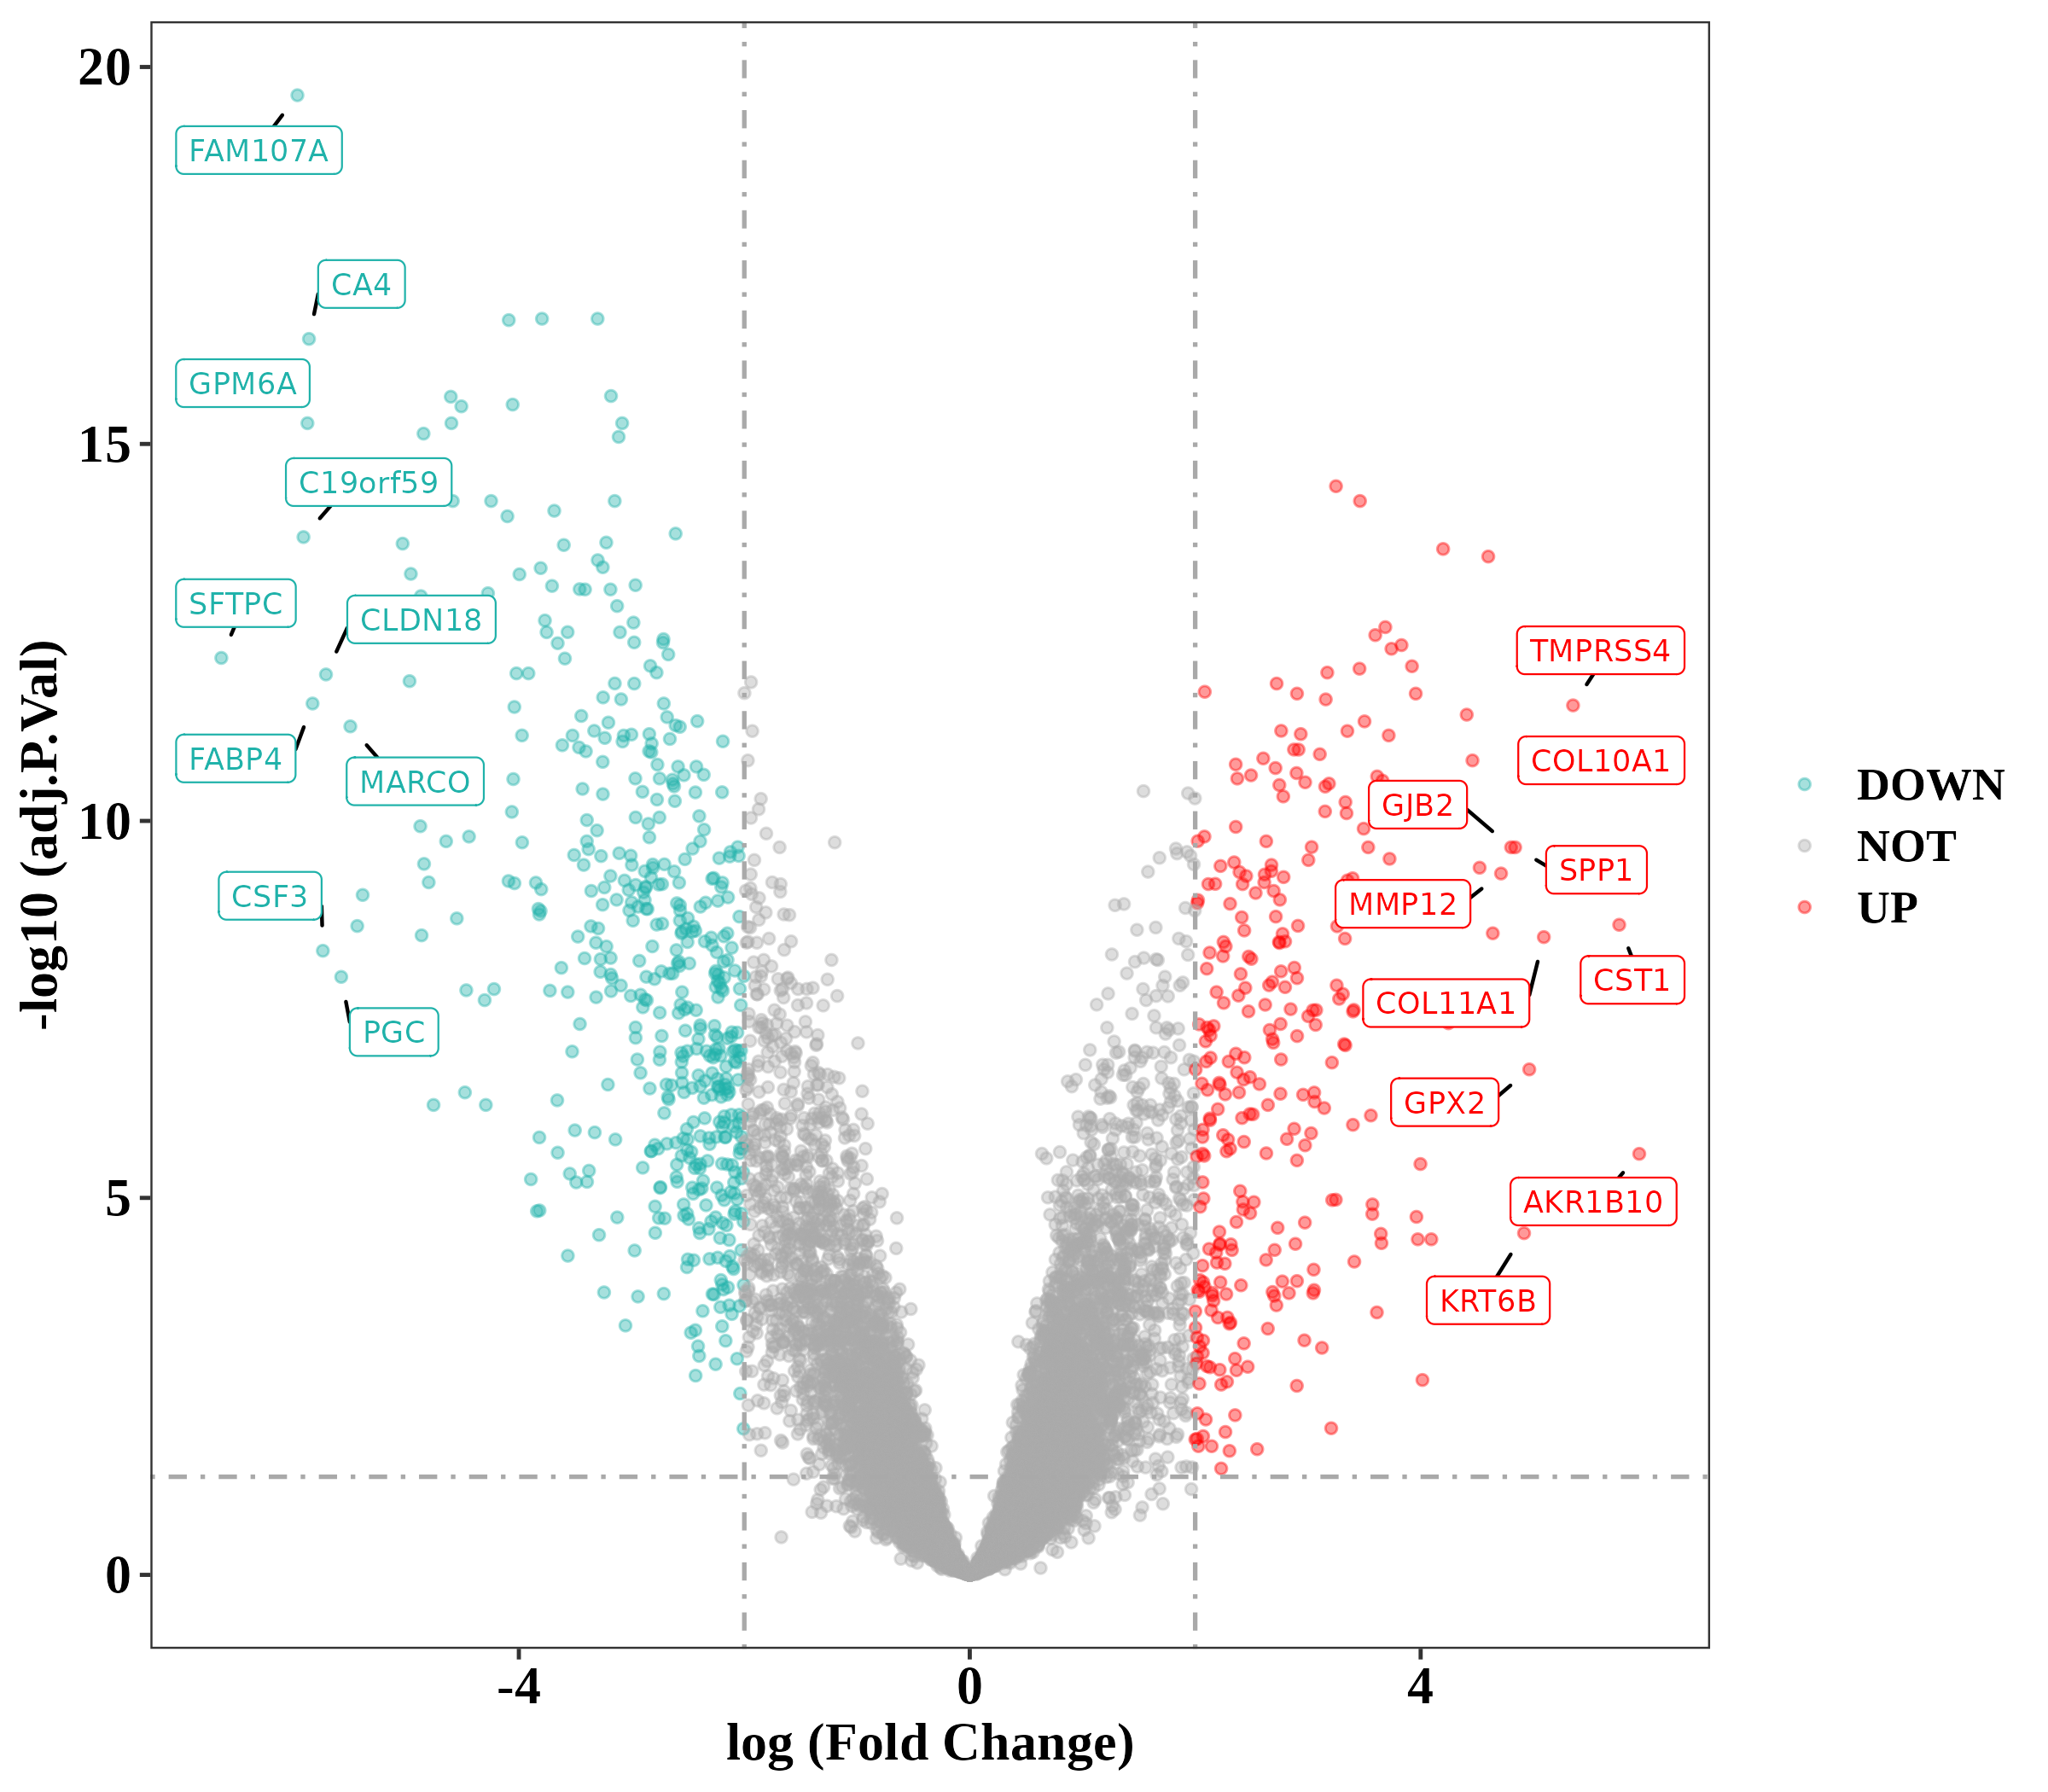 20
15
10
5
0
-4
0
4
-log10 (adj.P.Val)
log (Fold Change)
FAM107A
CA4
GPM6A
C19orf59
SFTPC
CLDN18
FABP4
MARCO
CSF3
PGC
TMPRSS4
COL10A1
GJB2
SPP1
MMP12
CST1
COL11A1
GPX2
AKR1B10
KRT6B
DOWN
NOT
UP